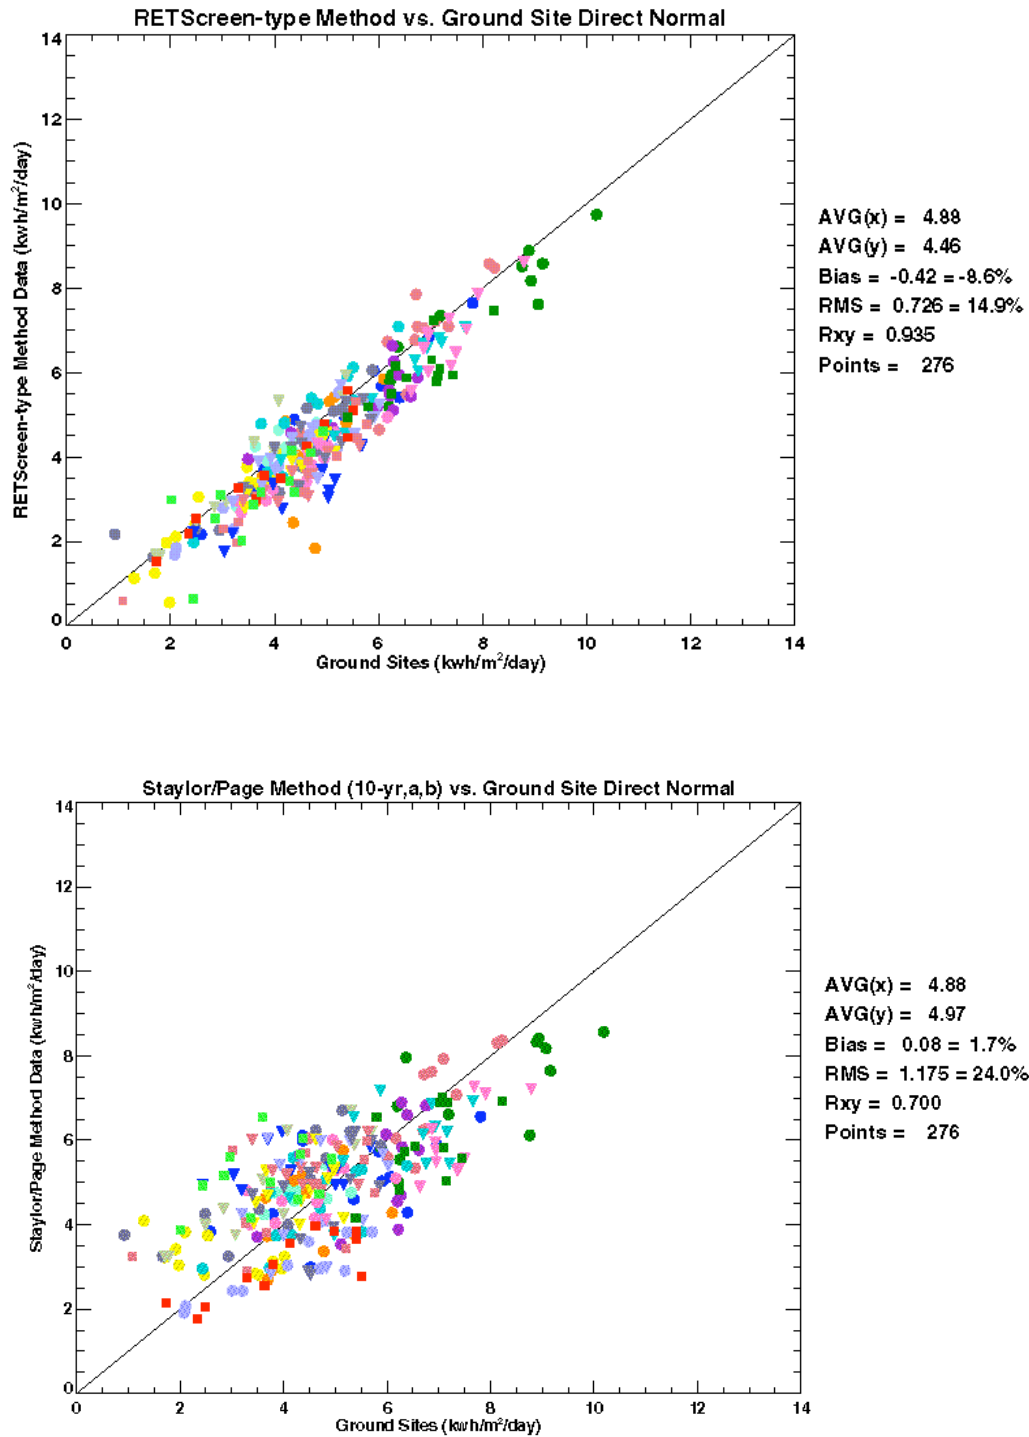 RETScreen-type Method vs. Ground Site Direct Normal
14
12
10
8
6
4
2
0
RETScreen-type Method Data (kwh/m²/day)
0 2 4 6 8 10 12 14
Ground Sites (kwh/m²/day)
AVG(x) = 4.88
AVG(y) = 4.46
Bias = -0.42 = -8.6%
RMS = 0.726 = 14.9%
Rxy = 0.935
Points = 276
Staylor/Page Method (10-yr,a,b) vs. Ground Site Direct Normal
14
12
10
8
6
4
2
0
Staylor/Page Method Data (kwh/m²/day)
0 2 4 6 8 10 12 14
Ground Sites (kwh/m²/day)
AVG(x) = 4.88
AVG(y) = 4.97
Bias = 0.08 = 1.7%
RMS = 1.175 = 24.0%
Rxy = 0.700
Points = 276